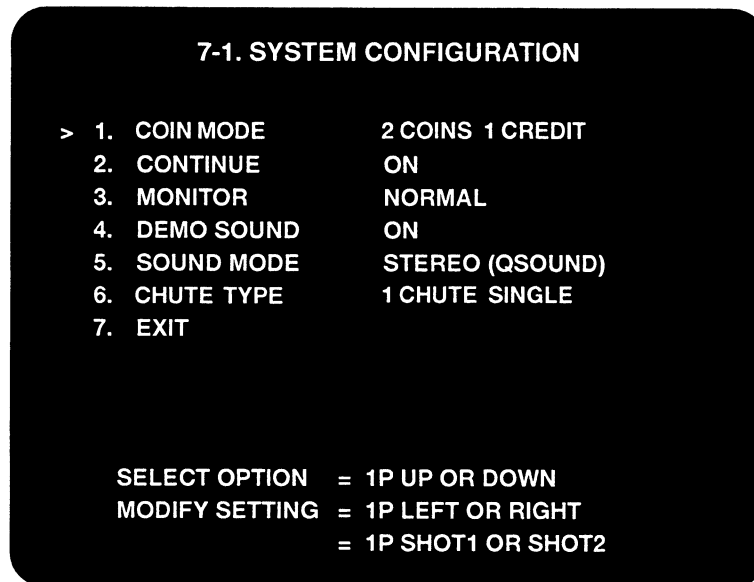 7-1. SYSTEM CONFIGURATION
> 1. COIN MODE 2 COINS 1 CREDIT
2. CONTINUE ON
3. MONITOR NORMAL
4. DEMO SOUND ON
5. SOUND MODE STEREO (QSOUND)
6. CHUTE TYPE 1 CHUTE SINGLE
7. EXIT
SELECT OPTION = 1P UP OR DOWN
MODIFY SETTING = 1P LEFT OR RIGHT
= 1P SHOT1 OR SHOT2